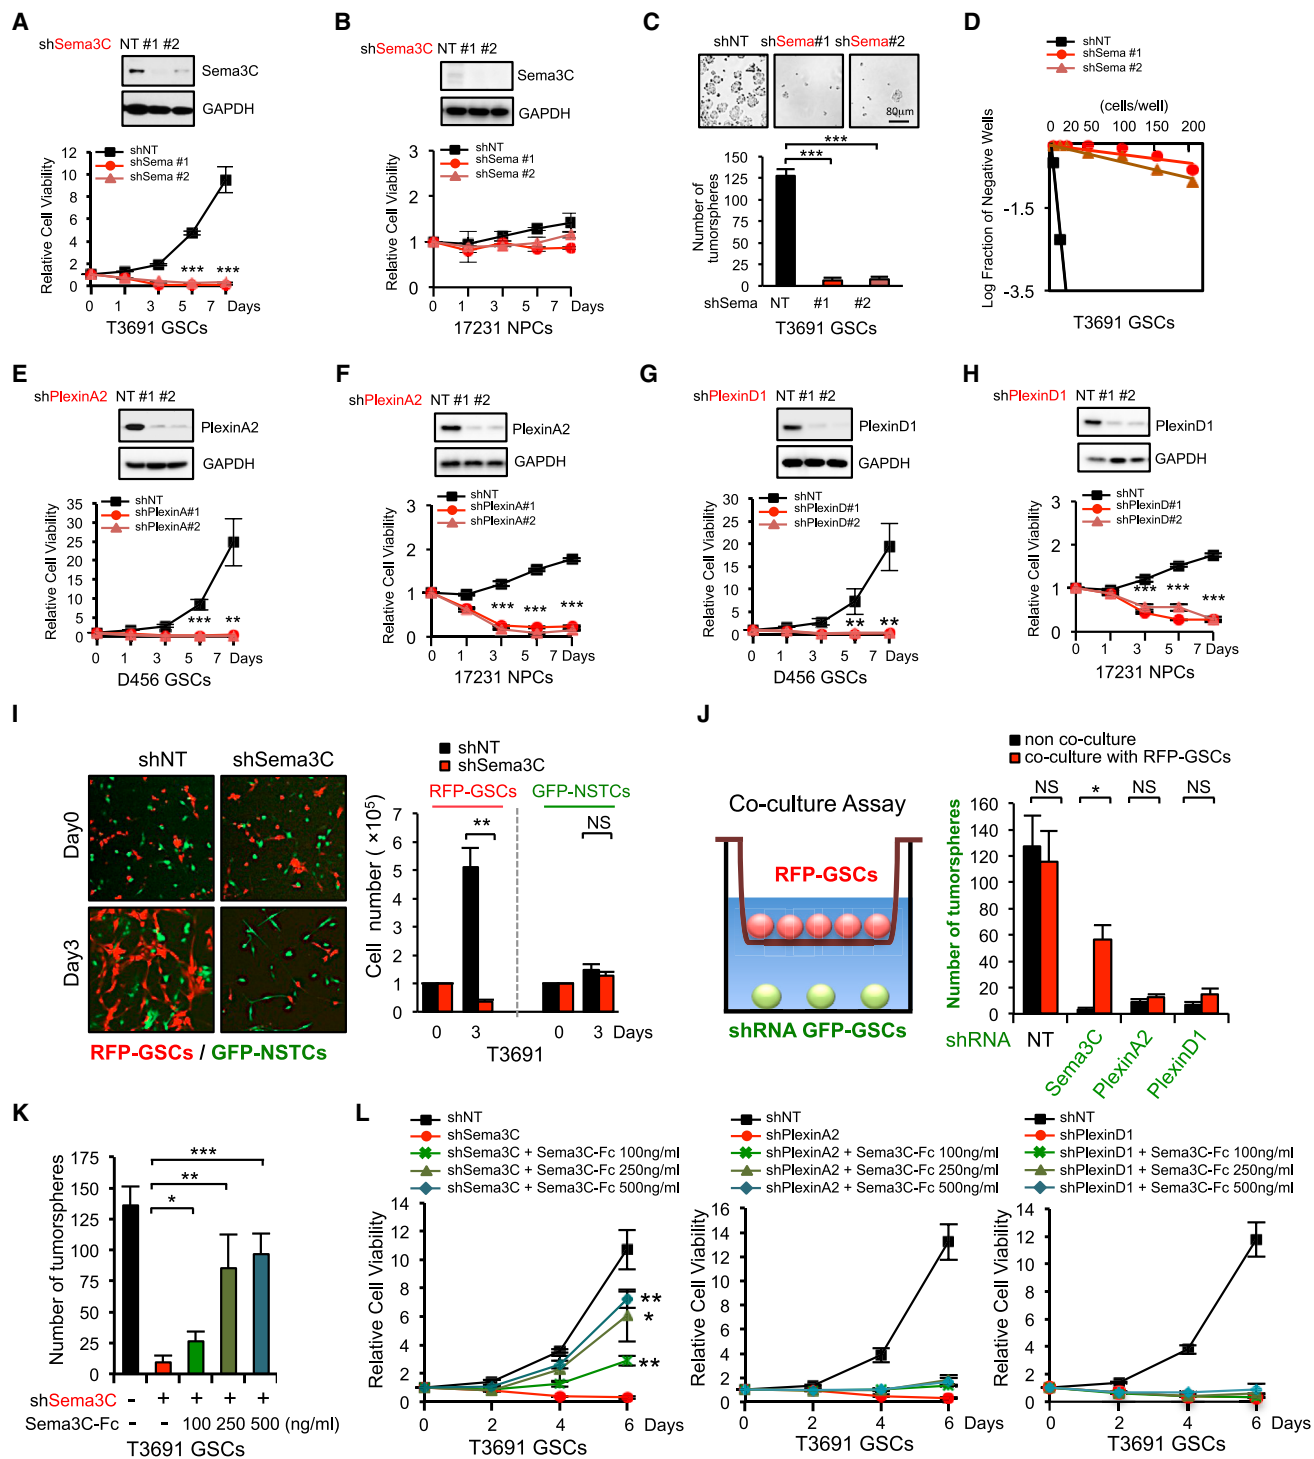 A
shSema3C NT #1 #2
Sema3C
GAPDH
shNT
shSema #1
shSema #2
Relative Cell Viability
12
10
8
6
4
2
1
0
*** ***
0 1 3 5 7 Days
T3691 GSCs
B
shSema3C NT #1 #2
Sema3C
GAPDH
shNT
shSema #1
shSema #2
Relative Cell Viability
3
2
1
0
0 1 3 5 7 Days
17231 NPCs
C
shNT shSema#1 shSema#2
80μm
***
***
Number of
tumorspheres
150
125
100
75
50
25
0
shSema NT #1 #2
T3691 GSCs
D
shNT
shSema #1
shSema #2
(cells/well)
0 20 50 100 150 200
Log Fraction of Negative Wells
-1.5
-3.5
T3691 GSCs
E
shPlexinA2 NT #1 #2
PlexinA2
GAPDH
shNT
shPlexinA#1
shPlexinA#2
Relative Cell Viability
35
30
25
20
15
10
5
1
0
*** **
0 1 3 5 7 Days
D456 GSCs
F
shPlexinA2 NT #1 #2
PlexinA2
GAPDH
shNT
shPlexinA#1
shPlexinA#2
Relative Cell Viability
3
2
1
0
*** *** ***
0 1 3 5 7 Days
17231 NPCs
G
shPlexinD1 NT #1 #2
PlexinD1
GAPDH
shNT
shPlexinD#1
shPlexinD#2
Relative Cell Viability
30
25
20
15
10
5
1
0
** **
0 1 3 5 7 Days
D456 GSCs
H
shPlexinD1 NT #1 #2
PlexinD1
GAPDH
shNT
shPlexinD#1
shPlexinD#2
Relative Cell Viability
3
2
1
0
*** *** ***
0 1 3 5 7 Days
17231 NPCs
I
shNT shSema3C
Day0
Day3
RFP-GSCs / GFP-NSTCs
shNT
shSema3C
RFP-GSCs GFP-NSTCs
** NS
Cell number ( ×10⁵)
7
6
5
4
3
2
1
0
0 3 0 3 Days
T3691
J
Co-culture Assay
RFP-GSCs
shRNA GFP-GSCs
non co-culture
co-culture with RFP-GSCs
NS * NS NS
Number of tumorspheres
160
140
120
100
80
60
40
20
0
shRNA NT Sema3C PlexinA2 PlexinD1
K
***
**
*
Number of tumorspheres
175
150
125
100
75
50
25
0
shSema3C - + + + +
Sema3C-Fc - - 100 250 500 (ng/ml)
T3691 GSCs
L
shNT
shSema3C
shSema3C + Sema3C-Fc 100ng/ml
shSema3C + Sema3C-Fc 250ng/ml
shSema3C + Sema3C-Fc 500ng/ml
Relative Cell Viability
14
12
10
8
6
4
2
1
0
**
*
**
0 2 4 6 Days
T3691 GSCs
shNT
shPlexinA2
shPlexinA2 + Sema3C-Fc 100ng/ml
shPlexinA2 + Sema3C-Fc 250ng/ml
shPlexinA2 + Sema3C-Fc 500ng/ml
Relative Cell Viability
16
14
12
10
8
6
4
2
1
0
0 2 4 6 Days
T3691 GSCs
shNT
shPlexinD1
shPlexinD1 + Sema3C-Fc 100ng/ml
shPlexinD1 + Sema3C-Fc 250ng/ml
shPlexinD1 + Sema3C-Fc 500ng/ml
Relative Cell Viability
14
12
10
8
6
4
2
1
0
0 2 4 6 Days
T3691 GSCs